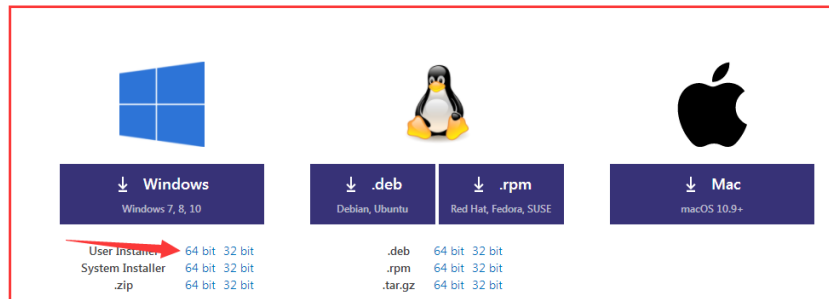 Windows
Windows 7, 8, 10
.deb
Debian, Ubuntu
.rpm
Red Hat, Fedora, SUSE
Mac
macOS 10.9+
User Installer 64 bit 32 bit
System Installer 64 bit 32 bit
.zip 64 bit 32 bit
.deb 64 bit 32 bit
.rpm 64 bit 32 bit
.tar.gz 64 bit 32 bit